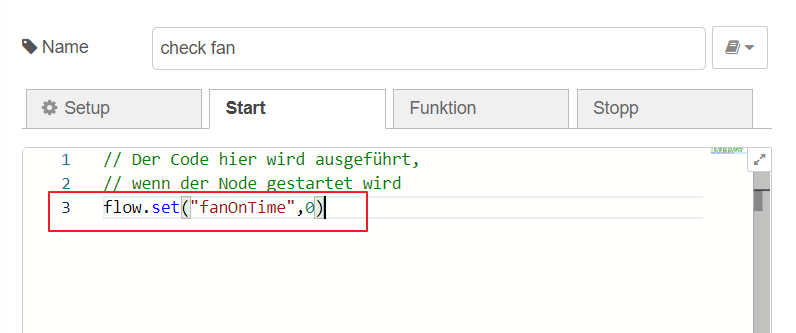 Name
check fan
Setup
Start
Funktion
Stopp
1 // Der Code hier wird ausgeführt,
2 // wenn der Node gestartet wird
3 flow.set("fanOnTime",0)